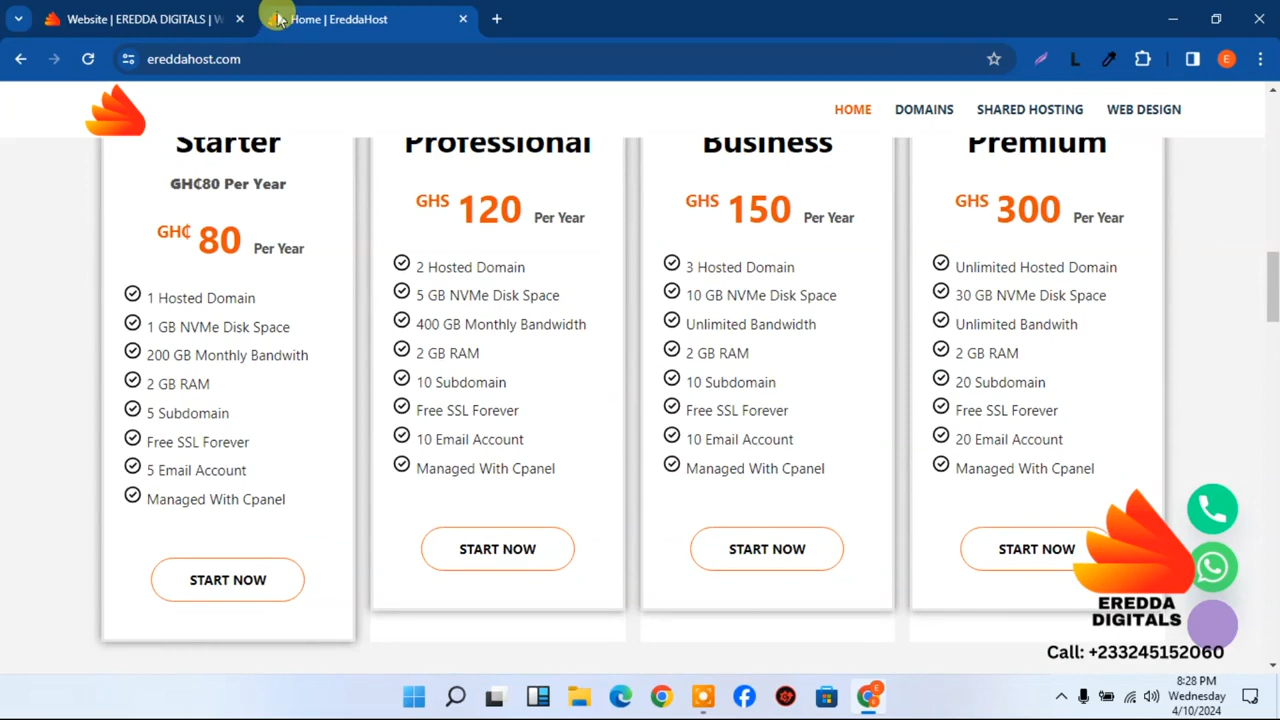 Website | EREDDA DIGITALS | W
Home | EreddaHost
ereddahost.com
E
L
HOME
DOMAINS
SHARED HOSTING
WEB DESIGN
Starter
GH₵80 Per Year
GH₵ 80 Per Year
1 Hosted Domain
1 GB NVMe Disk Space
200 GB Monthly Bandwith
2 GB RAM
5 Subdomain
Free SSL Forever
5 Email Account
Managed With Cpanel
START NOW
Professional
GHS 120 Per Year
2 Hosted Domain
5 GB NVMe Disk Space
400 GB Monthly Bandwidth
2 GB RAM
10 Subdomain
Free SSL Forever
10 Email Account
Managed With Cpanel
START NOW
Business
GHS 150 Per Year
3 Hosted Domain
10 GB NVMe Disk Space
Unlimited Bandwidth
2 GB RAM
10 Subdomain
Free SSL Forever
10 Email Account
Managed With Cpanel
START NOW
Premium
GHS 300 Per Year
Unlimited Hosted Domain
30 GB NVMe Disk Space
Unlimited Bandwith
2 GB RAM
20 Subdomain
Free SSL Forever
20 Email Account
Managed With Cpanel
START NOW
EREDDA
DIGITALS
Call: +233245152060
E
8:28 PM
Wednesday
4/10/2024